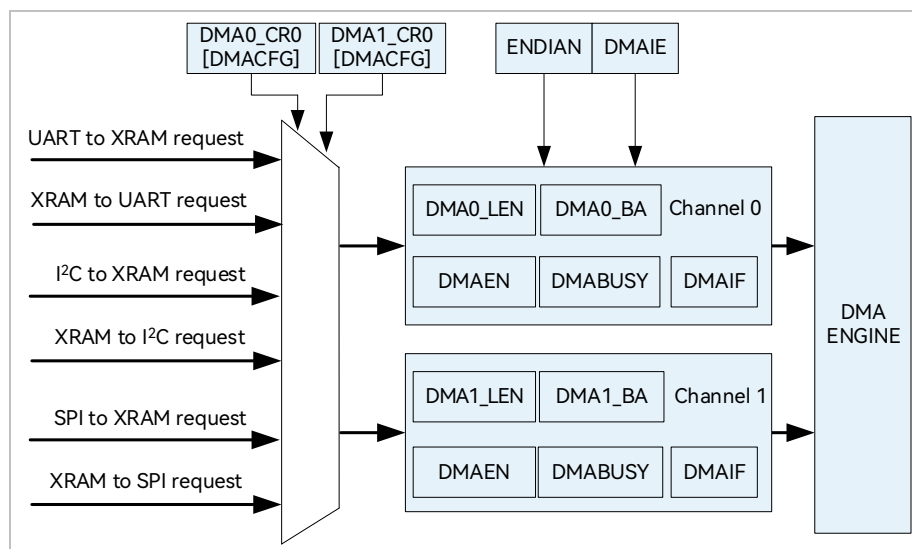 DMA0_CR0
[DMACFG]
DMA1_CR0
[DMACFG]
ENDIAN
DMAIE
UART to XRAM request
XRAM to UART request
I²C to XRAM request
XRAM to I²C request
SPI to XRAM request
XRAM to SPI request
DMA0_LEN
DMA0_BA
Channel 0
DMAEN
DMABUSY
DMAIF
DMA1_LEN
DMA1_BA
Channel 1
DMAEN
DMABUSY
DMAIF
DMA
ENGINE